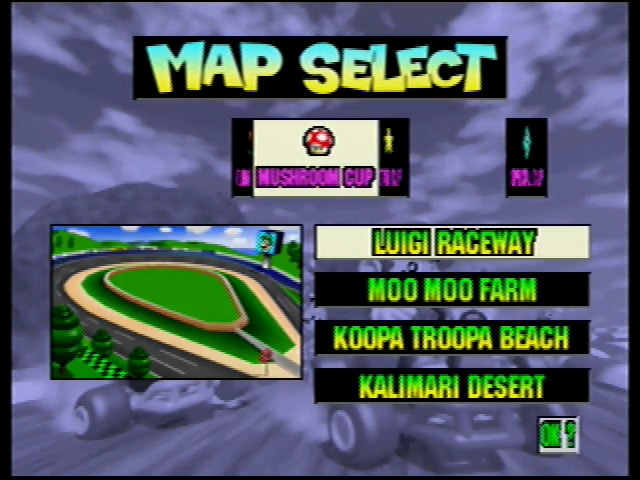 MAP SELECT
MUSHROOM CUP
LUIGI RACEWAY
MOO MOO FARM
KOOPA TROOPA BEACH
KALIMARI DESERT
OK?